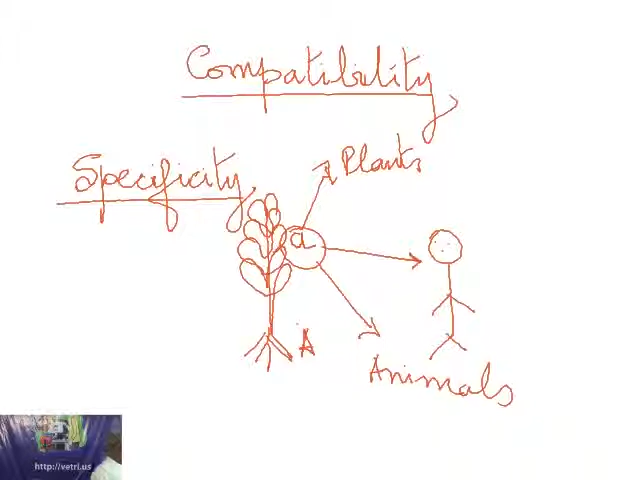 Compatibility
Specificity
Plants
a
A
Animals
http://vetri.us